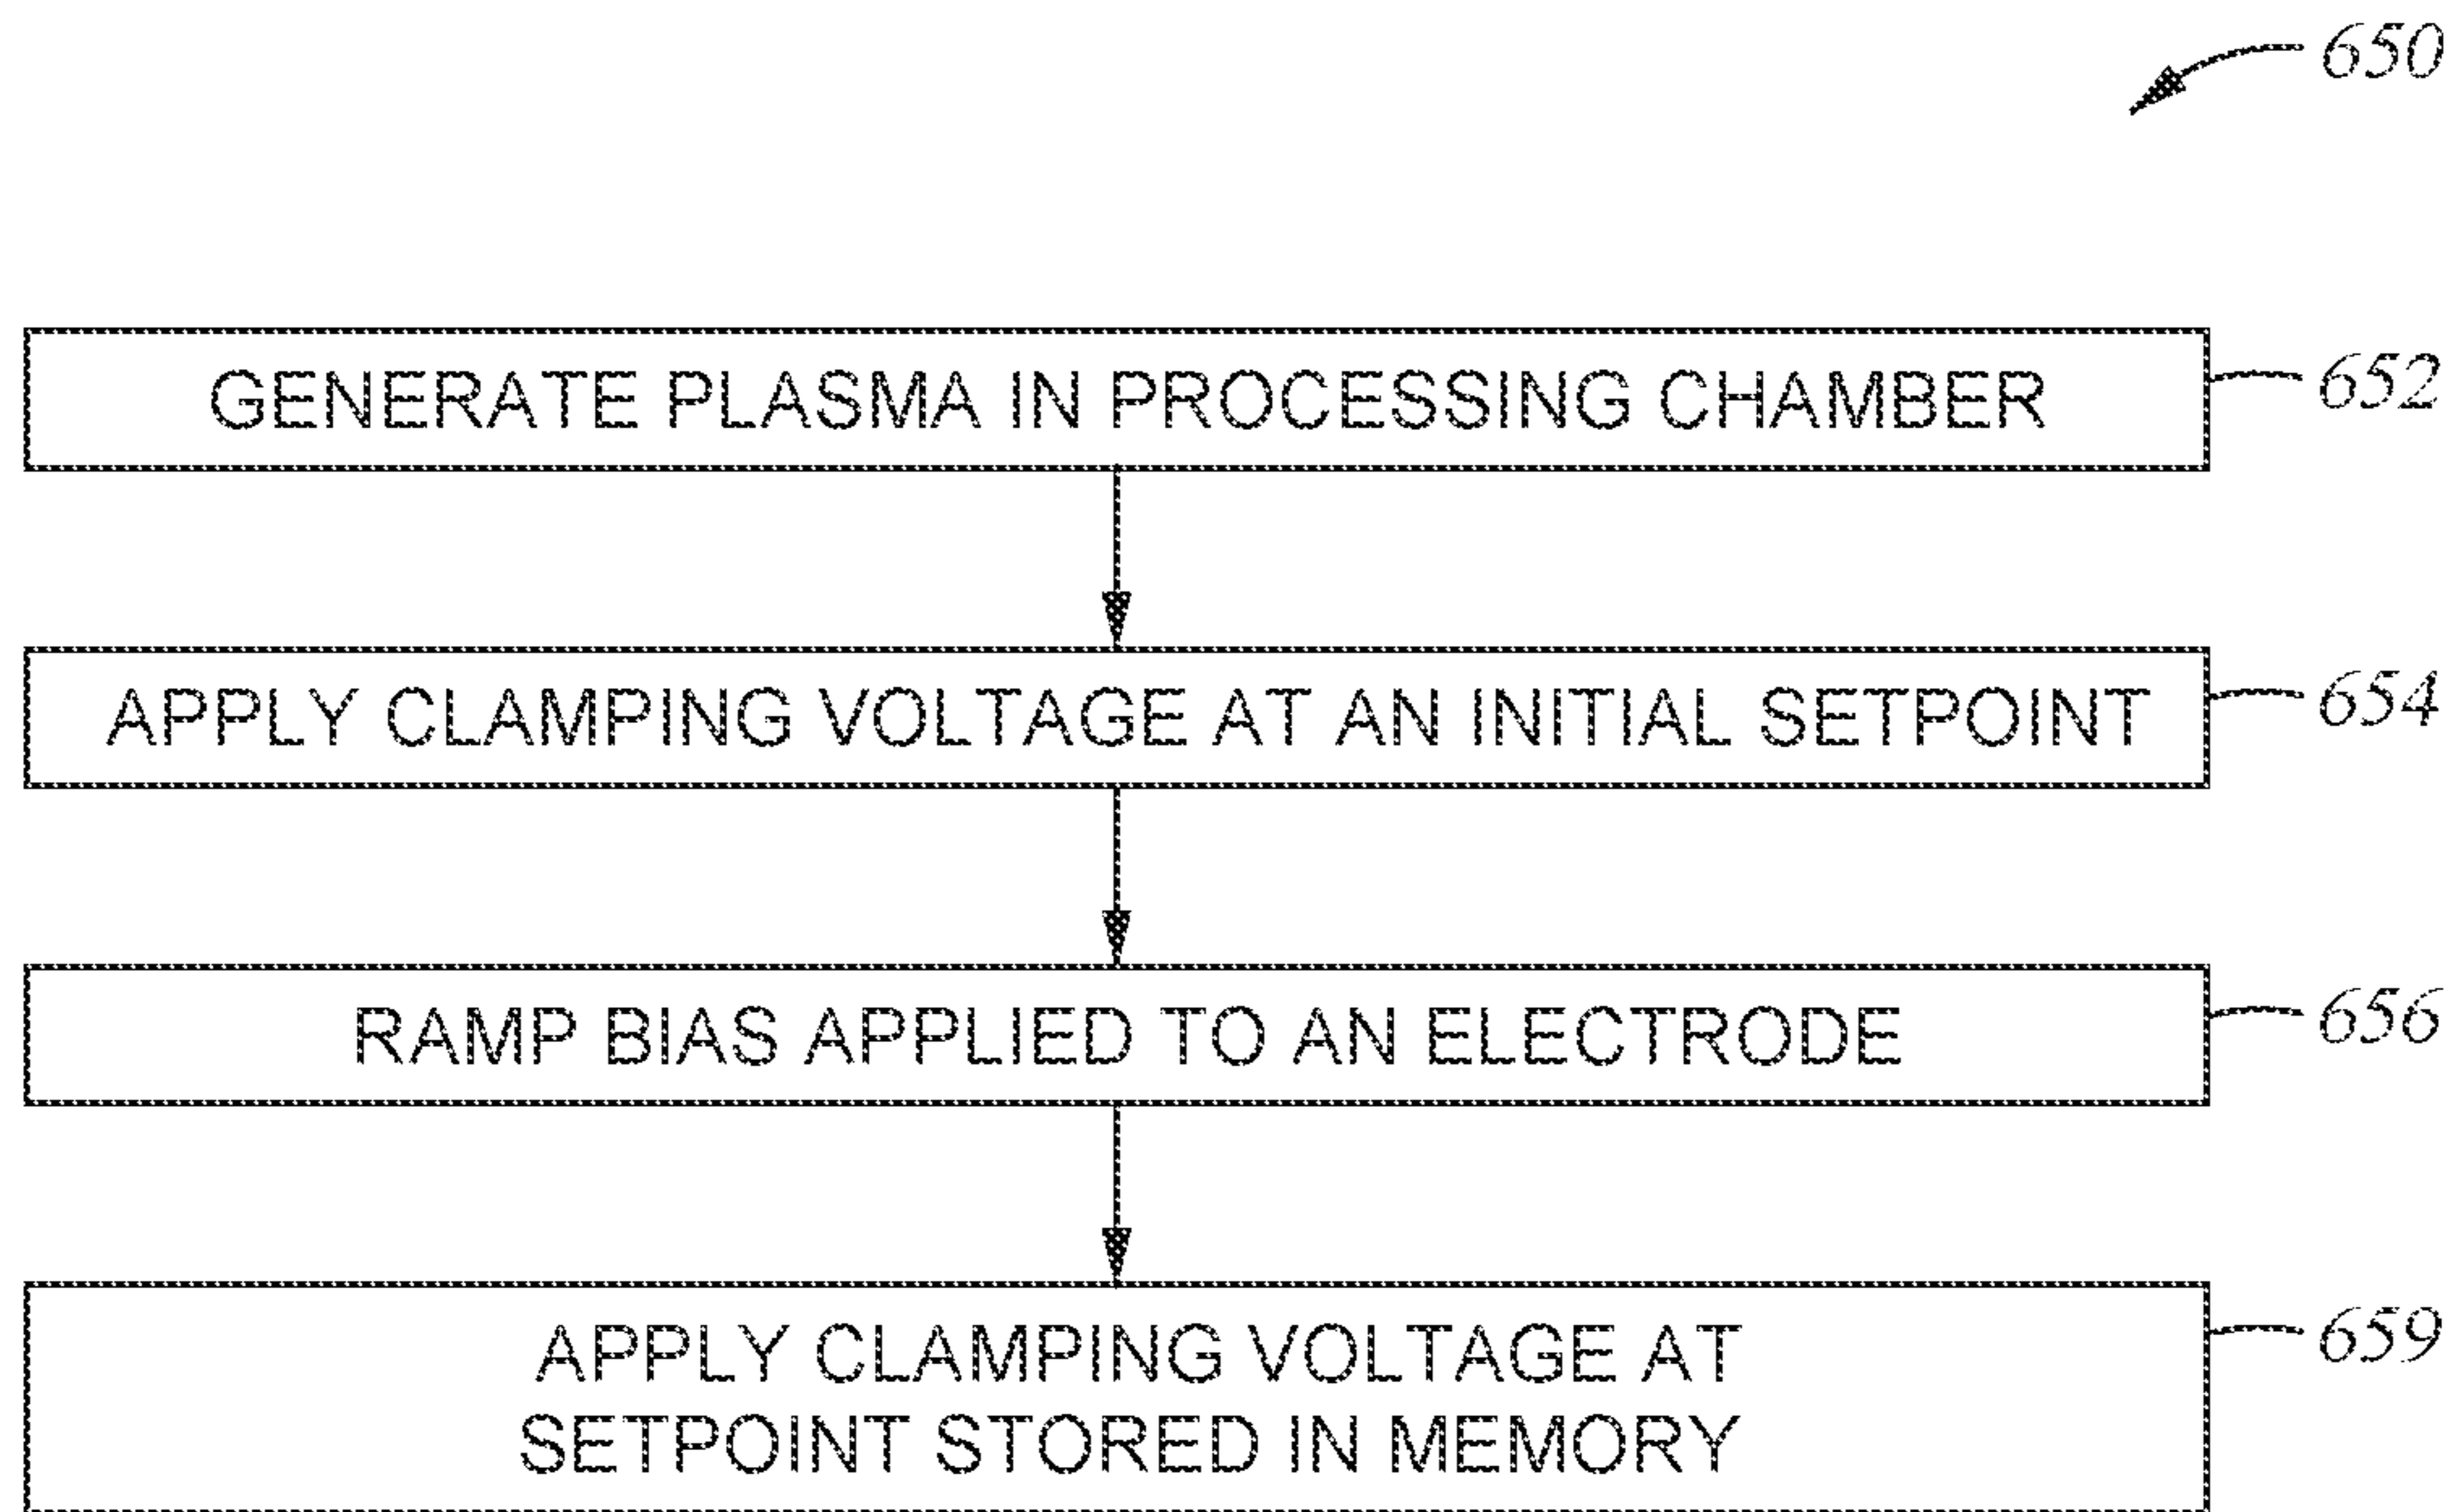 650
GENERATE PLASMA IN PROCESSING CHAMBER
652
APPLY CLAMPING VOLTAGE AT AN INITIAL SETPOINT
654
RAMP BIAS APPLIED TO AN ELECTRODE
656
APPLY CLAMPING VOLTAGE AT
SETPOINT STORED IN MEMORY
659